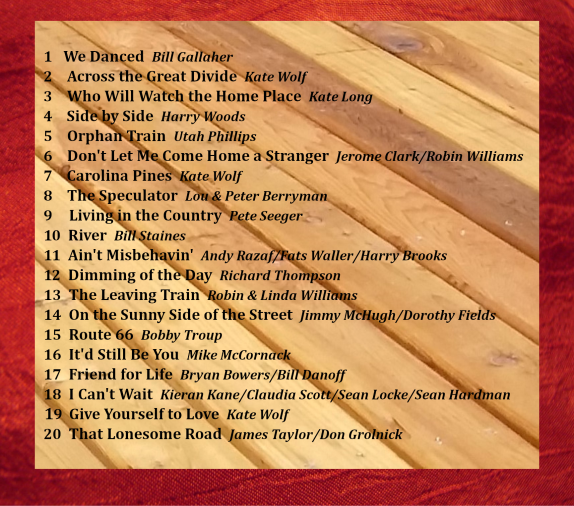 1 We Danced Bill Gallaher
2 Across the Great Divide Kate Wolf
3 Who Will Watch the Home Place Kate Long
4 Side by Side Harry Woods
5 Orphan Train Utah Phillips
6 Don't Let Me Come Home a Stranger Jerome Clark/Robin Williams
7 Carolina Pines Kate Wolf
8 The Speculator Lou & Peter Berryman
9 Living in the Country Pete Seeger
10 River Bill Staines
11 Ain't Misbehavin' Andy Razaf/Fats Waller/Harry Brooks
12 Dimming of the Day Richard Thompson
13 The Leaving Train Robin & Linda Williams
14 On the Sunny Side of the Street Jimmy McHugh/Dorothy Fields
15 Route 66 Bobby Troup
16 It'd Still Be You Mike McCornack
17 Friend for Life Bryan Bowers/Bill Danoff
18 I Can't Wait Kieran Kane/Claudia Scott/Sean Locke/Sean Hardman
19 Give Yourself to Love Kate Wolf
20 That Lonesome Road James Taylor/Don Grolnick